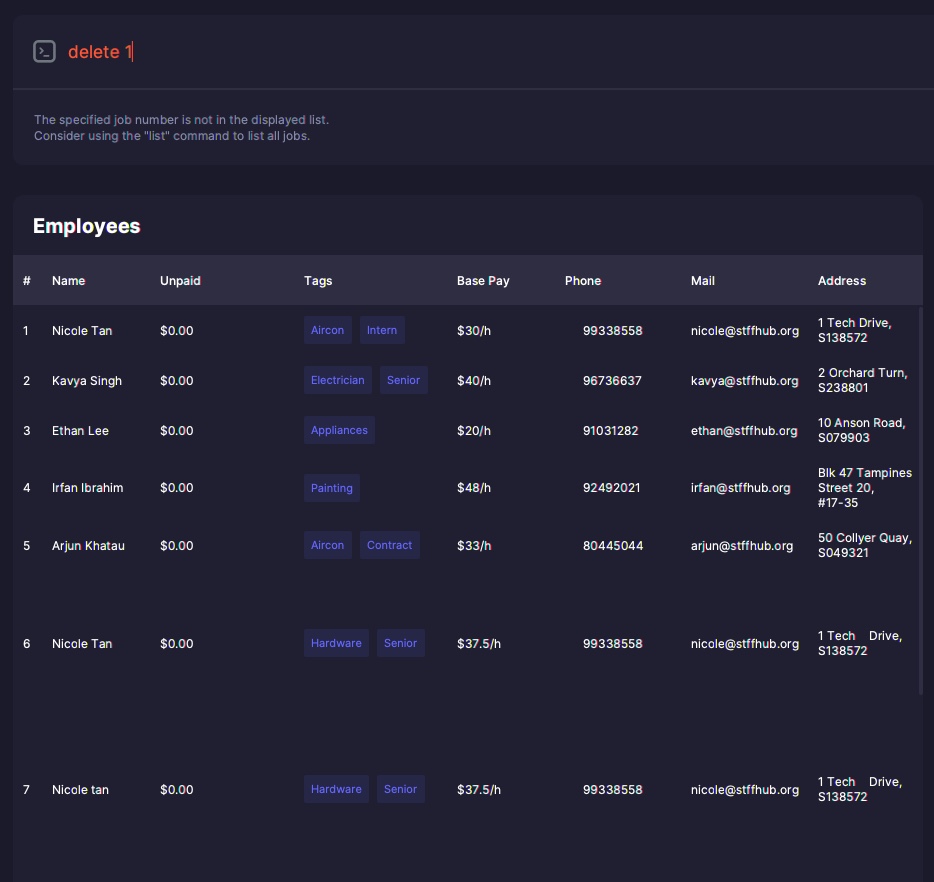 delete 1
The specified job number is not in the displayed list.
Consider using the "list" command to list all jobs.
Employees
# Name Unpaid Tags Base Pay Phone Mail Address
1 Nicole Tan $0.00 Aircon Intern $30/h 99338558 nicole@stffhub.org 1 Tech Drive,
S138572
2 Kavya Singh $0.00 Electrician Senior $40/h 96736637 kavya@stffhub.org 2 Orchard Turn,
S238801
3 Ethan Lee $0.00 Appliances $20/h 91031282 ethan@stffhub.org 10 Anson Road,
S079903
4 Irfan Ibrahim $0.00 Painting $48/h 92492021 irfan@stffhub.org Blk 47 Tampines
Street 20,
#17-35
5 Arjun Khatau $0.00 Aircon Contract $33/h 80445044 arjun@stffhub.org 50 Collyer Quay,
S049321
6 Nicole Tan $0.00 Hardware Senior $37.5/h 99338558 nicole@stffhub.org 1 Tech Drive,
S138572
7 Nicole tan $0.00 Hardware Senior $37.5/h 99338558 nicole@stffhub.org 1 Tech Drive,
S138572